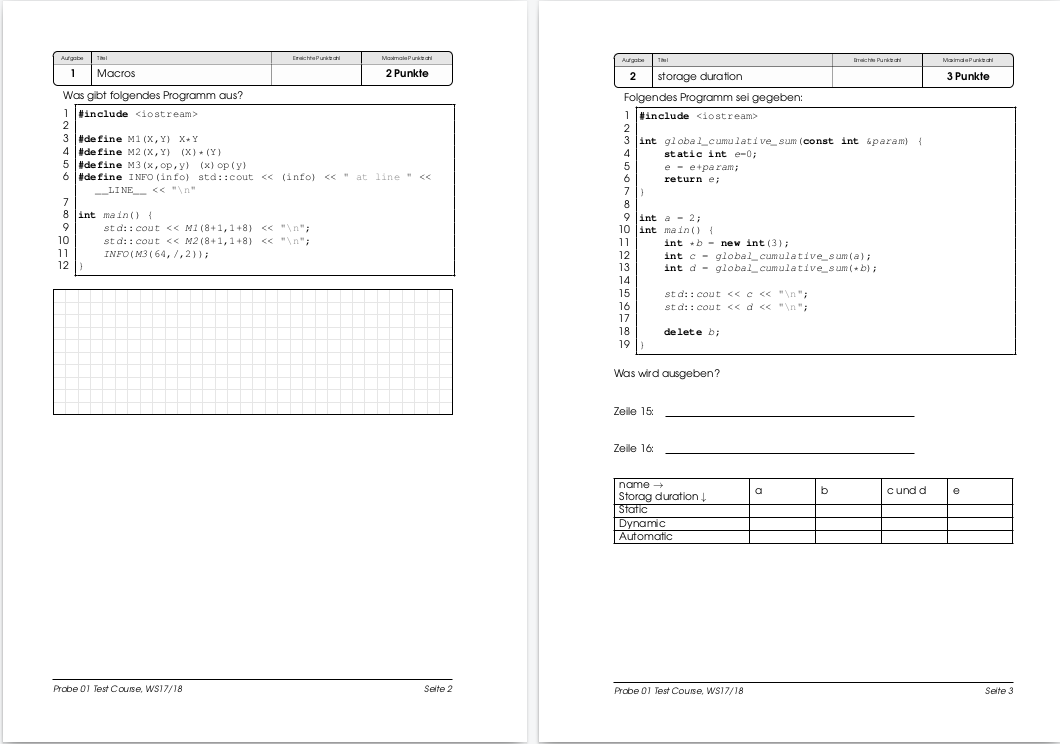 Aufgabe Titel Erreichte Punktzahl Maximale Punktzahl
1 Macros 2 Punkte
Was gibt folgendes Programm aus?
1 #include <iostream>
2
3 #define M1(X,Y) X*Y
4 #define M2(X,Y) (X)*(Y)
5 #define M3(x,op,y) (x)op(y)
6 #define INFO(info) std::cout << (info) << " at line " <<
__LINE__ << "\n"
7
8 int main() {
9 std::cout << M1(8+1,1+8) << "\n";
10 std::cout << M2(8+1,1+8) << "\n";
11 INFO(M3(64,/,2));
12 }
Probe 01 Test Course, WS17/18 Seite 2
Aufgabe Titel Erreichte Punktzahl Maximale Punktzahl
2 storage duration 3 Punkte
Folgendes Programm sei gegeben:
1 #include <iostream>
2
3 int global_cumulative_sum(const int &param) {
4 static int e=0;
5 e = e+param;
6 return e;
7 }
8
9 int a = 2;
10 int main() {
11 int *b = new int(3);
12 int c = global_cumulative_sum(a);
13 int d = global_cumulative_sum(*b);
14
15 std::cout << c << "\n";
16 std::cout << d << "\n";
17
18 delete b;
19 }
Was wird ausgeben?
Zeile 15:
Zeile 16:
name →
Storag duration ↓ a b c und d e
Static
Dynamic
Automatic
Probe 01 Test Course, WS17/18 Seite 3